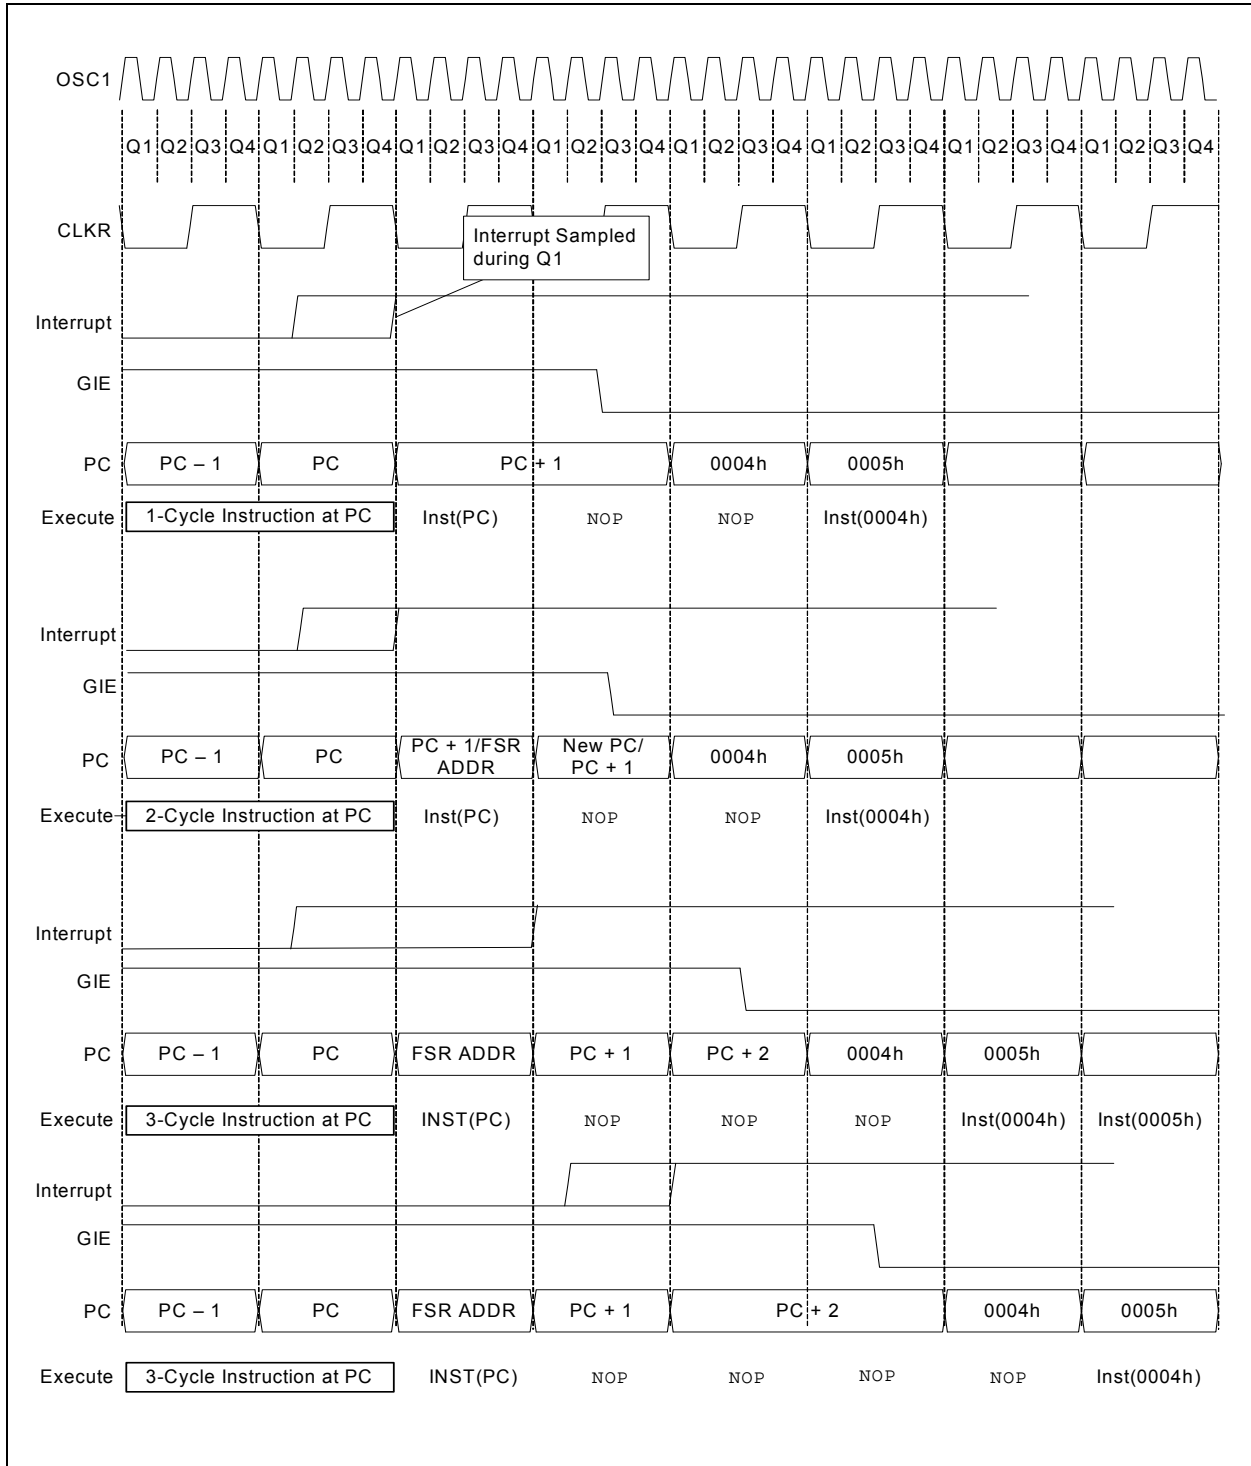 OSC1
Q1 Q2 Q3 Q4 Q1 Q2 Q3 Q4 Q1 Q2 Q3 Q4 Q1 Q2 Q3 Q4 Q1 Q2 Q3 Q4 Q1 Q2 Q3 Q4 Q1 Q2 Q3 Q4 Q1 Q2 Q3 Q4
CLKR
Interrupt Sampled
during Q1
Interrupt
GIE
PC PC – 1 PC PC + 1 0004h 0005h
Execute 1-Cycle Instruction at PC Inst(PC) NOP NOP Inst(0004h)
Interrupt
GIE
PC PC – 1 PC PC + 1/FSR ADDR New PC/ PC + 1 0004h 0005h
Execute 2-Cycle Instruction at PC Inst(PC) NOP NOP Inst(0004h)
Interrupt
GIE
PC PC – 1 PC FSR ADDR PC + 1 PC + 2 0004h 0005h
Execute 3-Cycle Instruction at PC INST(PC) NOP NOP NOP Inst(0004h) Inst(0005h)
Interrupt
GIE
PC PC – 1 PC FSR ADDR PC + 1 PC + 2 0004h 0005h
Execute 3-Cycle Instruction at PC INST(PC) NOP NOP NOP NOP Inst(0004h)